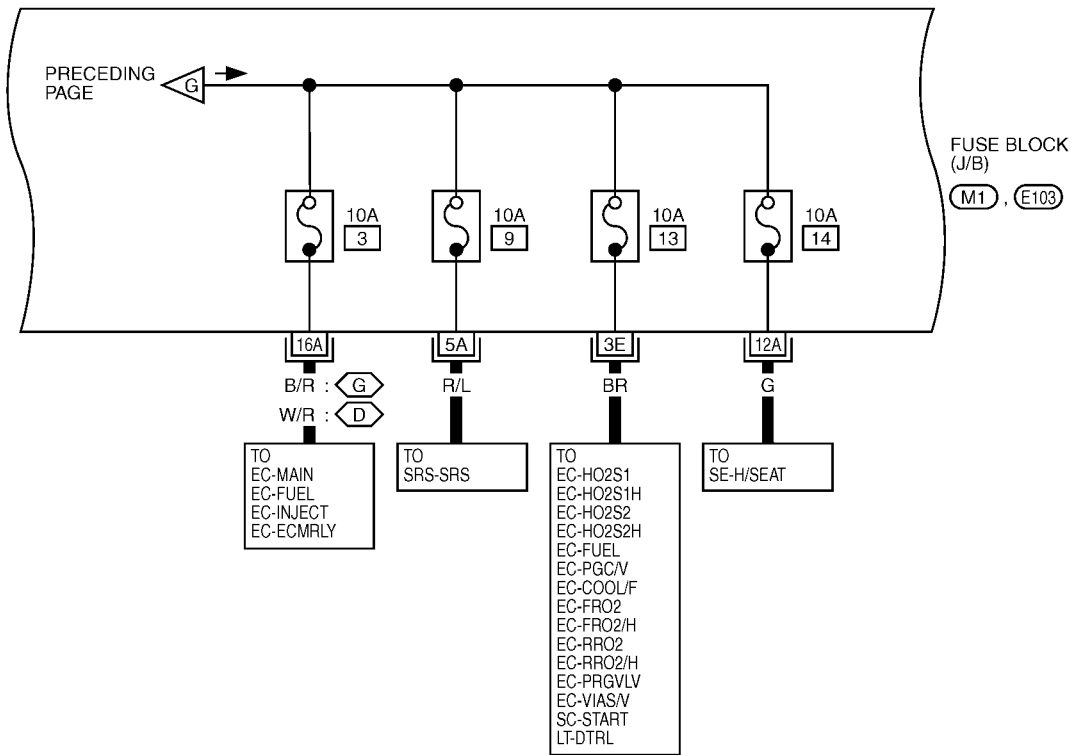 PRECEDING
PAGE
G
FUSE BLOCK
(J/B)
M1 , E103
10A
3
10A
9
10A
13
10A
14
16A
5A
3E
12A
B/R : G
W/R : D
R/L
BR
G
TO
EC-MAIN
EC-FUEL
EC-INJECT
EC-ECMRLY
TO
SRS-SRS
TO
EC-HO2S1
EC-HO2S1H
EC-HO2S2
EC-HO2S2H
EC-FUEL
EC-PGC/V
EC-COOL/F
EC-FRO2
EC-FRO2/H
EC-RRO2
EC-RRO2/H
EC-PRGVLV
EC-VIAS/V
SC-START
LT-DTRL
TO
SE-H/SEAT